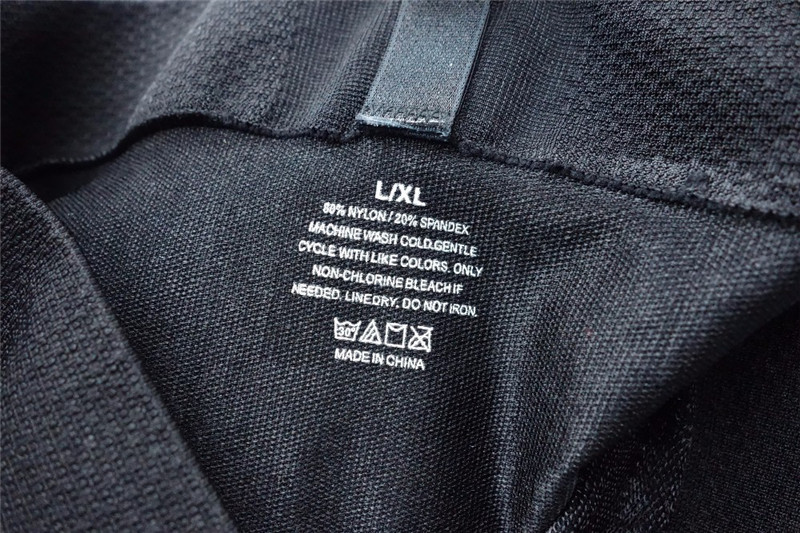 L/XL
80% NYLON / 20% SPANDEX
MACHINE WASH COLD.GENTLE
CYCLE WITH LIKE COLORS. ONLY
NON-CHLORINE BLEACH IF
NEEDED. LINE DRY. DO NOT IRON.
30°
MADE IN CHINA